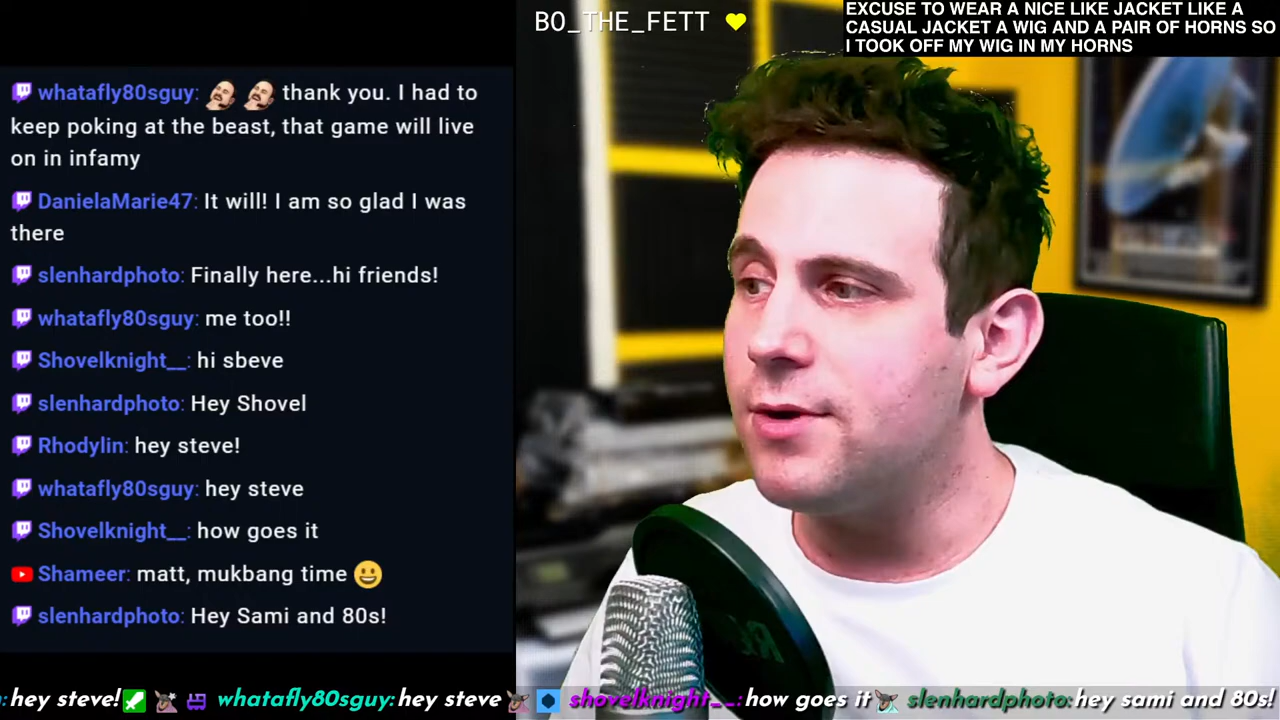 BO_THE_FETT
EXCUSE TO WEAR A NICE LIKE JACKET LIKE A
CASUAL JACKET A WIG AND A PAIR OF HORNS SO
I TOOK OFF MY WIG IN MY HORNS
whatafly80sguy: thank you. I had to
keep poking at the beast, that game will live
on in infamy
DanielaMarie47: It will! I am so glad I was
there
slenhardphoto: Finally here...hi friends!
whatafly80sguy: me too!!
Shovelknight__: hi sbeve
slenhardphoto: Hey Shovel
Rhodylin: hey steve!
whatafly80sguy: hey steve
Shovelknight__: how goes it
Shameer: matt, mukbang time
slenhardphoto: Hey Sami and 80s!
: hey steve! whatafly80sguy: hey steve shovelknight__: how goes it slenhardphoto: hey sami and 80s!